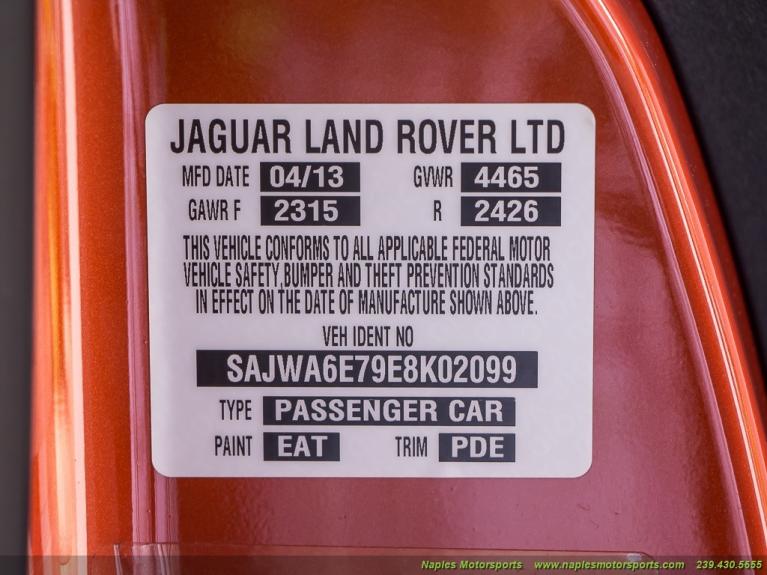 JAGUAR LAND ROVER LTD
MFD DATE 04/13 GVWR 4465
GAWR F 2315 R 2426
THIS VEHICLE CONFORMS TO ALL APPLICABLE FEDERAL MOTOR
VEHICLE SAFETY,BUMPER AND THEFT PREVENTION STANDARDS
IN EFFECT ON THE DATE OF MANUFACTURE SHOWN ABOVE.
VEH IDENT NO
SAJWA6E79E8K02099
TYPE PASSENGER CAR
PAINT EAT TRIM PDE
Naples Motorsports www.naplesmotorsports.com 239.430.5655